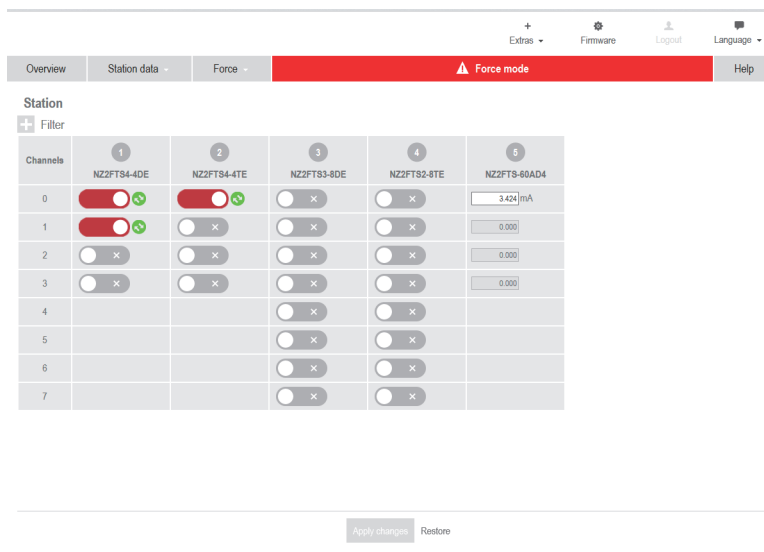 +
Extras
Firmware
Logout
Language
Overview
Station data
Force
Force mode
Help
Station
+ Filter
Channels 1 2 3 4 5
NZ2FTS4-4DE NZ2FTS4-4TE NZ2FTS3-8DE NZ2FTS2-8TE NZ2FTS-60AD4
0 3.424 mA
1 0.000
2 0.000
3 0.000
4
5
6
7
Apply changes Restore